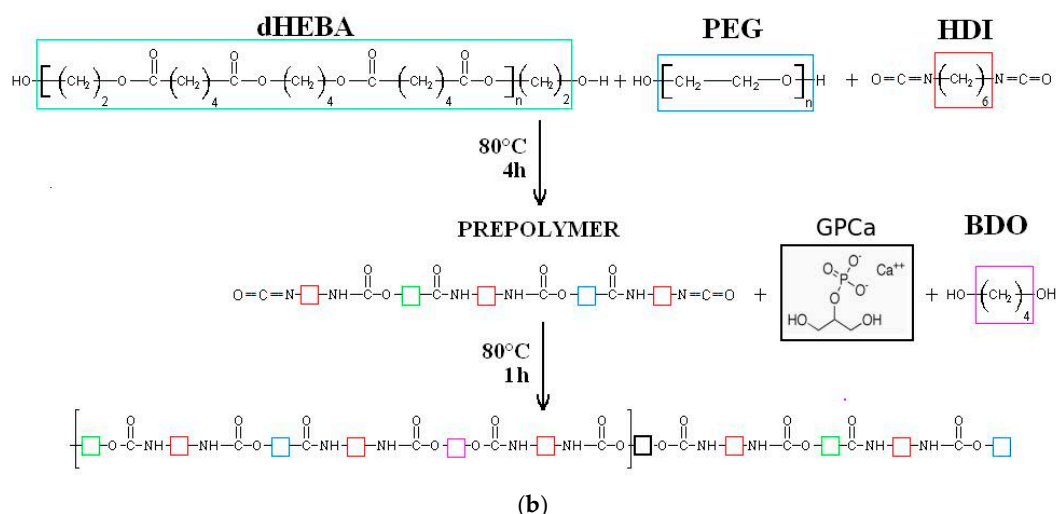 dHEBA PEG HDI
HO[(CH2)2–O–C(=O)–(CH2)4–C(=O)–O–(CH2)4–O–C(=O)–(CH2)4–C(=O)–O]n(CH2)2–O–H + HO[CH2–CH2–O]nH + O=C=N–(CH2)6–N=C=O
80°C
4h
PREPOLYMER GPCa BDO
O=C=N–□–NH–C(=O)–O–□–C(=O)–NH–□–NH–C(=O)–O–□–C(=O)–NH–□–N=C=O + HO OH O P O O- O- Ca++ + HO–(CH2)4–OH
80°C
1h
[□–O–C(=O)–NH–□–NH–C(=O)–O–□–C(=O)–NH–□–NH–C(=O)–O–□–O–C(=O)–NH–□–NH–C(=O)–O]□–O–C(=O)–NH–□–NH–C(=O)–O–□–C(=O)–NH–□–NH–C(=O)–O–□
(b)